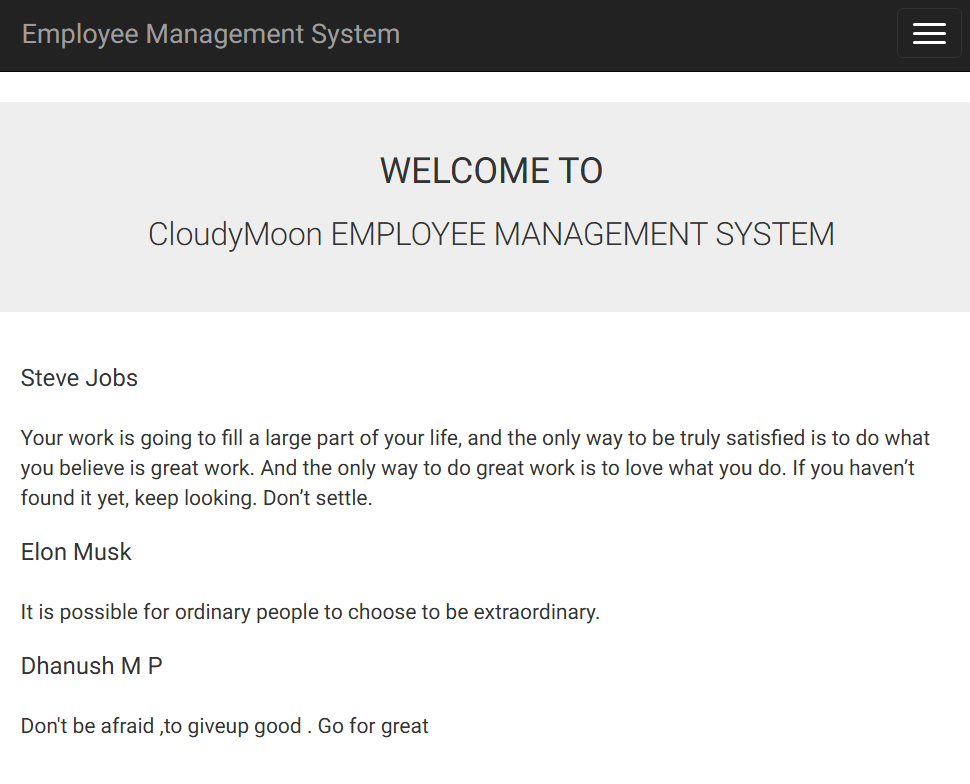 Employee Management System
WELCOME TO
CloudyMoon EMPLOYEE MANAGEMENT SYSTEM
Steve Jobs
Your work is going to fill a large part of your life, and the only way to be truly satisfied is to do what
you believe is great work. And the only way to do great work is to love what you do. If you haven’t
found it yet, keep looking. Don’t settle.
Elon Musk
It is possible for ordinary people to choose to be extraordinary.
Dhanush M P
Don't be afraid ,to giveup good . Go for great